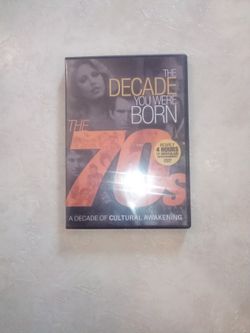 THE
DECADE
YOU WERE
BORN
THE
70s
NEARLY
4 HOURS
A DECADE OF CULTURAL AWAKENING